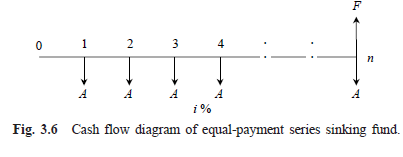 F
0 1 2 3 4 . . n
A A A A A
i %
Fig. 3.6 Cash flow diagram of equal-payment series sinking fund.